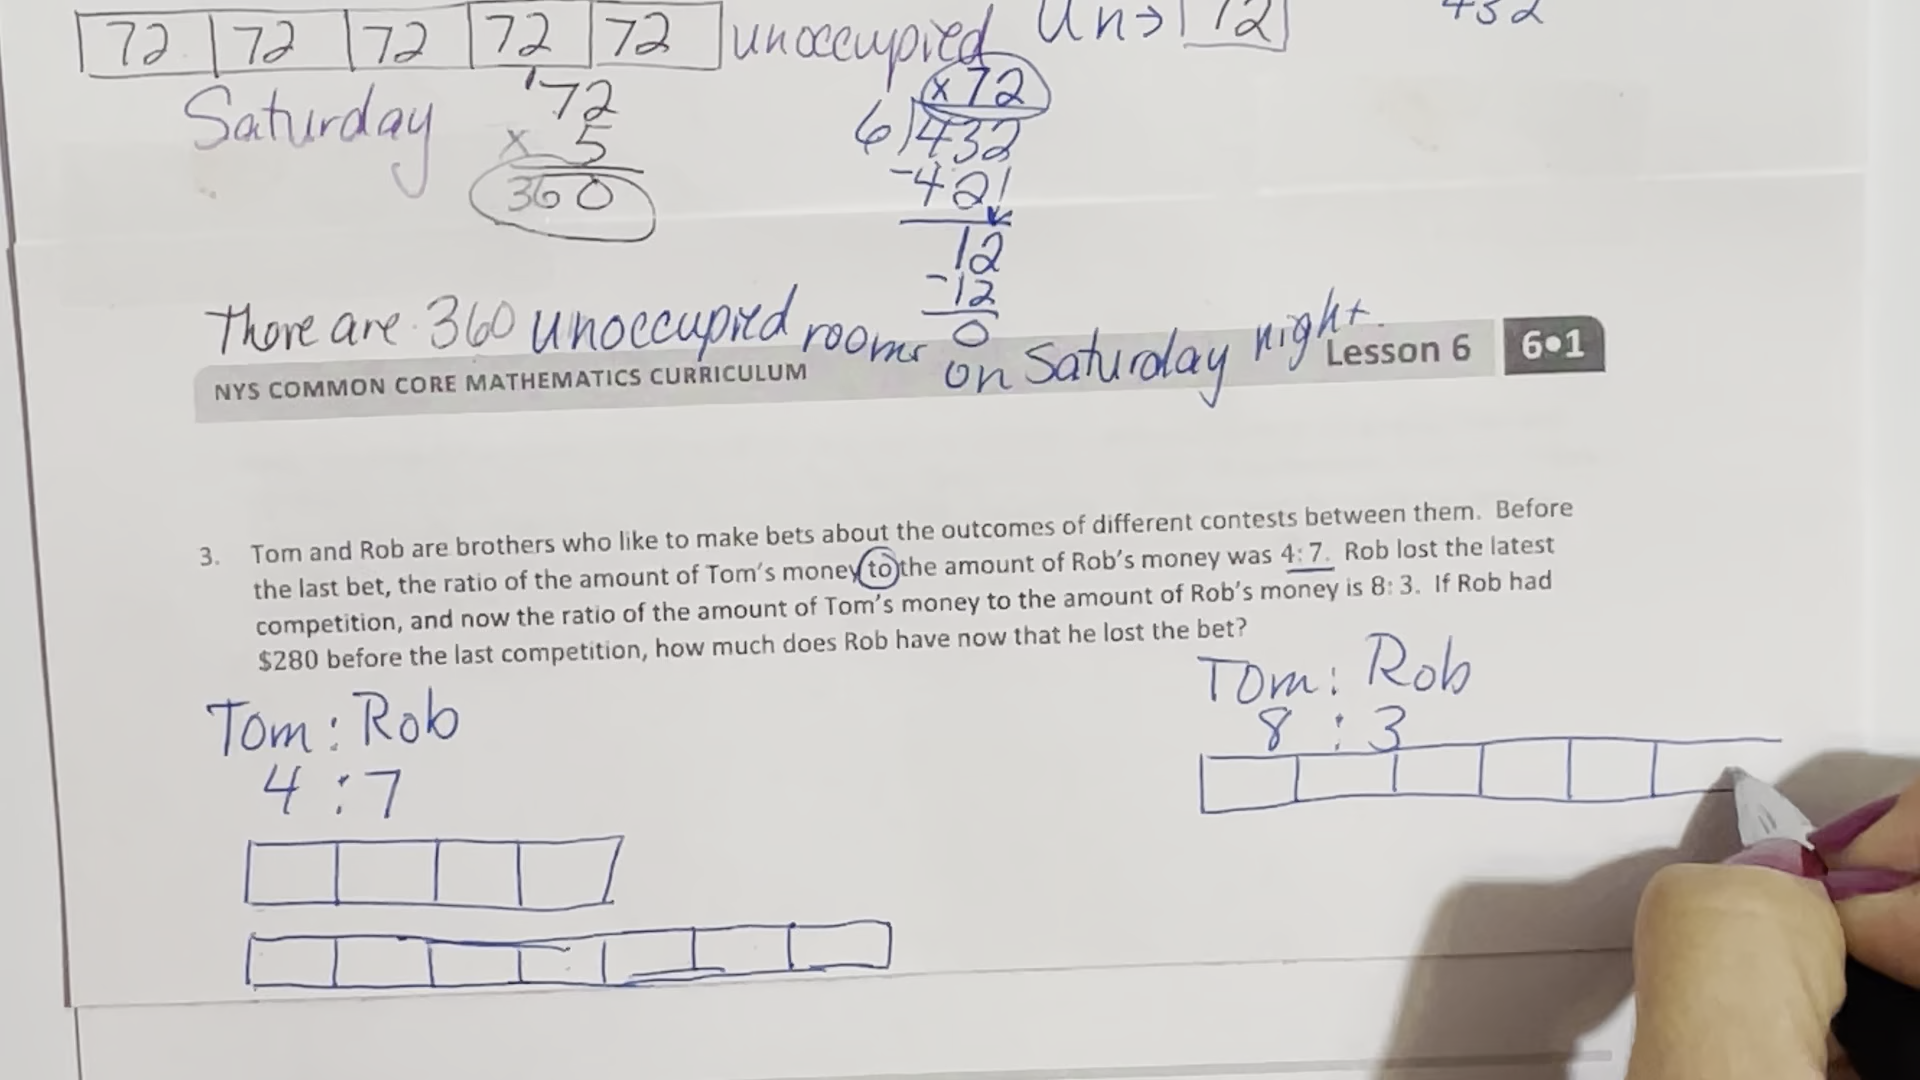 72 72 72 72 72 unoccupied Un→ 72 432
Saturday
72
x 5
360
x 72
6)432
-42
12
-12
0
There are 360 unoccupied rooms on Saturday night.
NYS COMMON CORE MATHEMATICS CURRICULUM Lesson 6 6•1
3. Tom and Rob are brothers who like to make bets about the outcomes of different contests between them. Before
the last bet, the ratio of the amount of Tom's money to the amount of Rob's money was 4:7. Rob lost the latest
competition, and now the ratio of the amount of Tom's money to the amount of Rob's money is 8:3. If Rob had
$280 before the last competition, how much does Rob have now that he lost the bet?
Tom : Rob
4 : 7
Tom : Rob
8 : 3